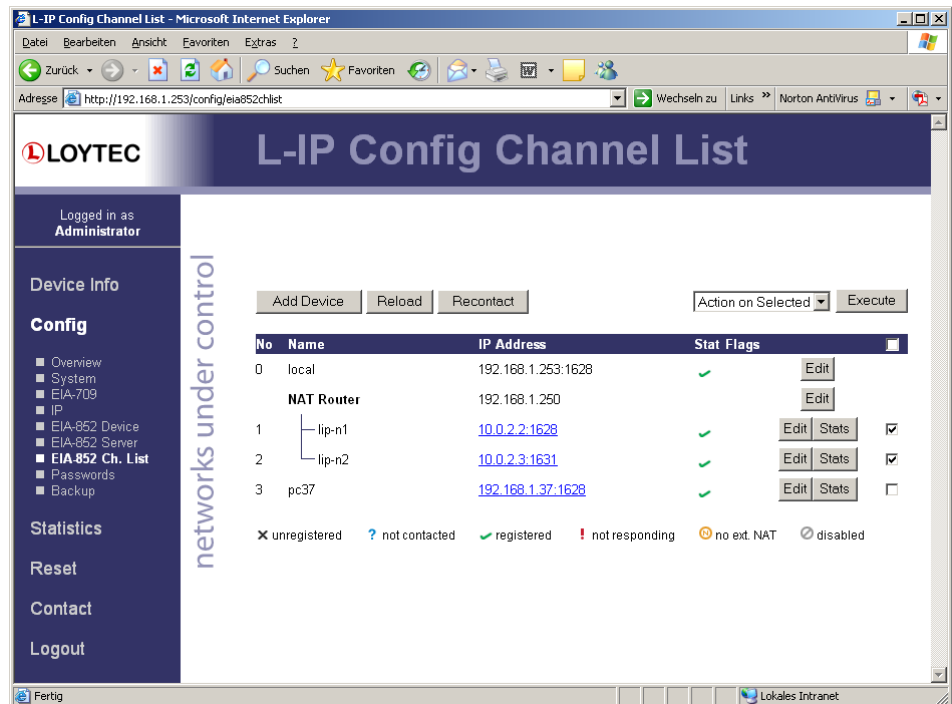 L-IP Config Channel List - Microsoft Internet Explorer
Datei Bearbeiten Ansicht Favoriten Extras ?
Zurück Suchen Favoriten
Adresse http://192.168.1.253/config/eia852chlist Wechseln zu Links » Norton AntiVirus
LOYTEC
L-IP Config Channel List
Logged in as
Administrator
Device Info
Config
Overview
System
EIA-709
IP
EIA-852 Device
EIA-852 Server
EIA-852 Ch. List
Passwords
Backup
Statistics
Reset
Contact
Logout
networks under control
Add Device Reload Recontact Action on Selected Execute
No Name IP Address Stat Flags
0 local 192.168.1.253:1628 Edit
NAT Router 192.168.1.250 Edit
1 lip-n1 10.0.2.2:1628 Edit Stats
2 lip-n2 10.0.2.3:1631 Edit Stats
3 pc37 192.168.1.37:1628 Edit Stats
unregistered ? not contacted registered ! not responding N no ext. NAT disabled
Fertig Lokales Intranet